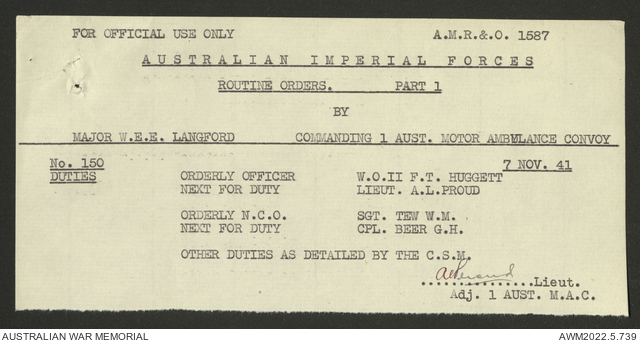 FOR OFFICIAL USE ONLY A.M.R.&.O. 1587
AUSTRALIAN IMPERIAL FORCES
ROUTINE ORDERS. PART 1
BY
MAJOR W.E.E. LANGFORD COMMANDING 1 AUST. MOTOR AMBULANCE CONVOY
No. 150 7 NOV. 41
DUTIES ORDERLY OFFICER W.O.II F.T. HUGGETT
NEXT FOR DUTY LIEUT. A.L.PROUD
ORDERLY N.C.O. SGT. TEW W.M.
NEXT FOR DUTY CPL. BEER G.H.
OTHER DUTIES AS DETAILED BY THE C.S.M.
...............Lieut.
Adj. 1 AUST. M.A.C.
AUSTRALIAN WAR MEMORIAL AWM2022.5.739